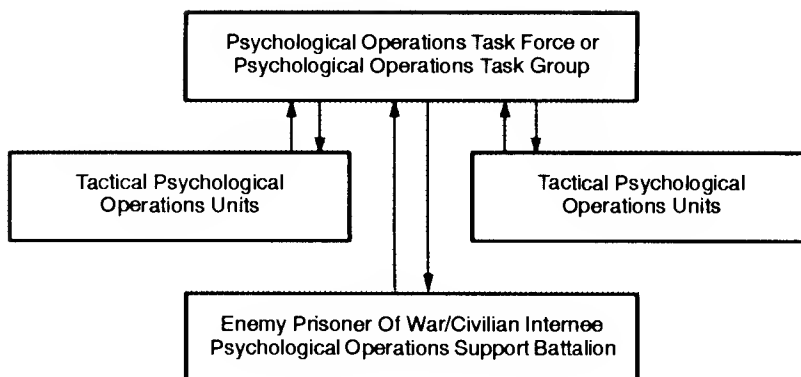 Psychological Operations Task Force or
Psychological Operations Task Group
Tactical Psychological
Operations Units
Tactical Psychological
Operations Units
Enemy Prisoner Of War/Civilian Internee
Psychological Operations Support Battalion